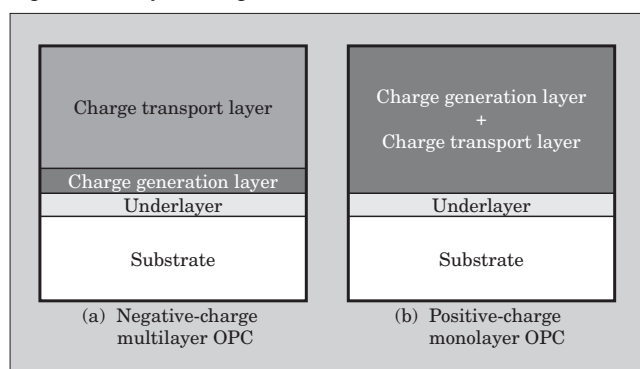 Charge transport layer
Charge generation layer
Underlayer
Substrate
(a) Negative-charge
multilayer OPC
Charge generation layer
+
Charge transport layer
Underlayer
Substrate
(b) Positive-charge
monolayer OPC